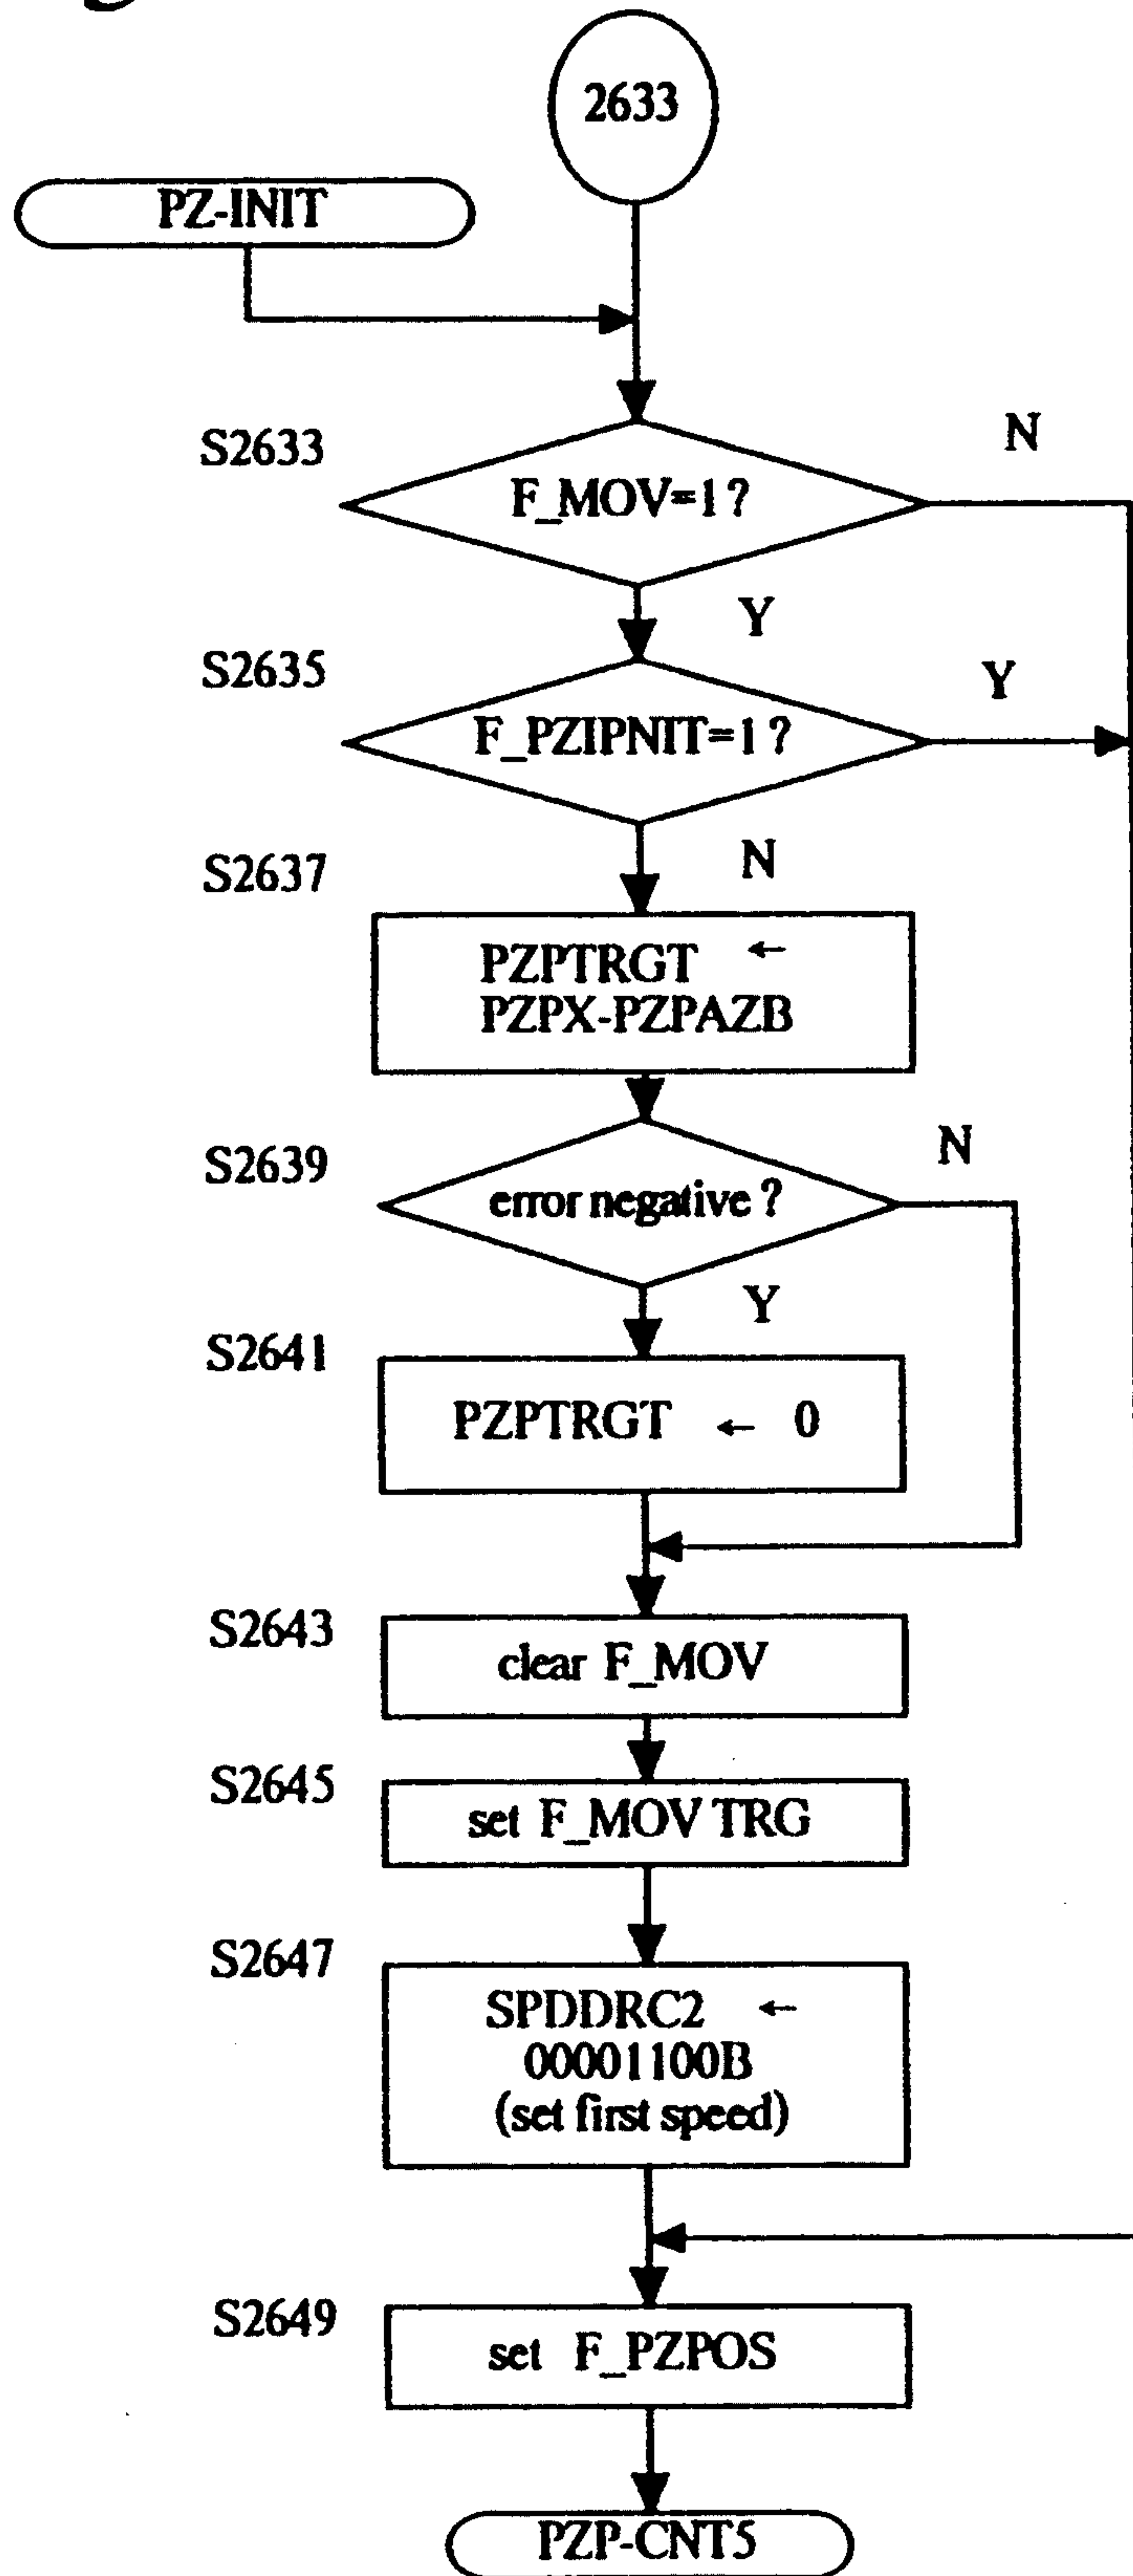 2633
PZ-INIT
S2633
F_MOV=1?
N
Y
S2635
F_PZIPNIT=1?
Y
N
S2637
PZPTRGT ←
PZPX-PZPAZB
S2639
error negative ?
N
Y
S2641
PZPTRGT ← 0
S2643
clear F_MOV
S2645
set F_MOV TRG
S2647
SPDDRC2 ←
00001100B
(set first speed)
S2649
set F_PZPOS
PZP-CNT5